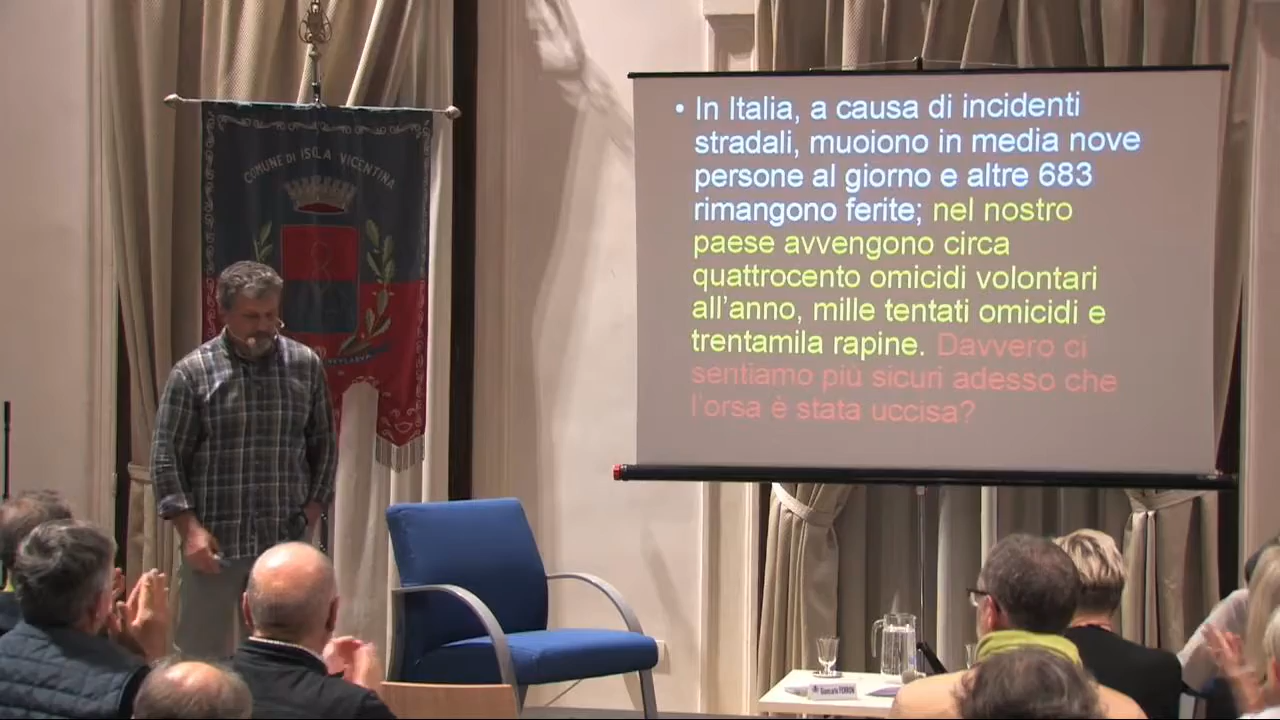 COMUNE DI ISOLA VICENTINA
• In Italia, a causa di incidenti
stradali, muoiono in media nove
persone al giorno e altre 683
rimangono ferite; nel nostro
paese avvengono circa
quattrocento omicidi volontari
all'anno, mille tentati omicidi e
trentamila rapine. Davvero ci
sentiamo più sicuri adesso che
l'orsa è stata uccisa?
Giancarlo FERRON